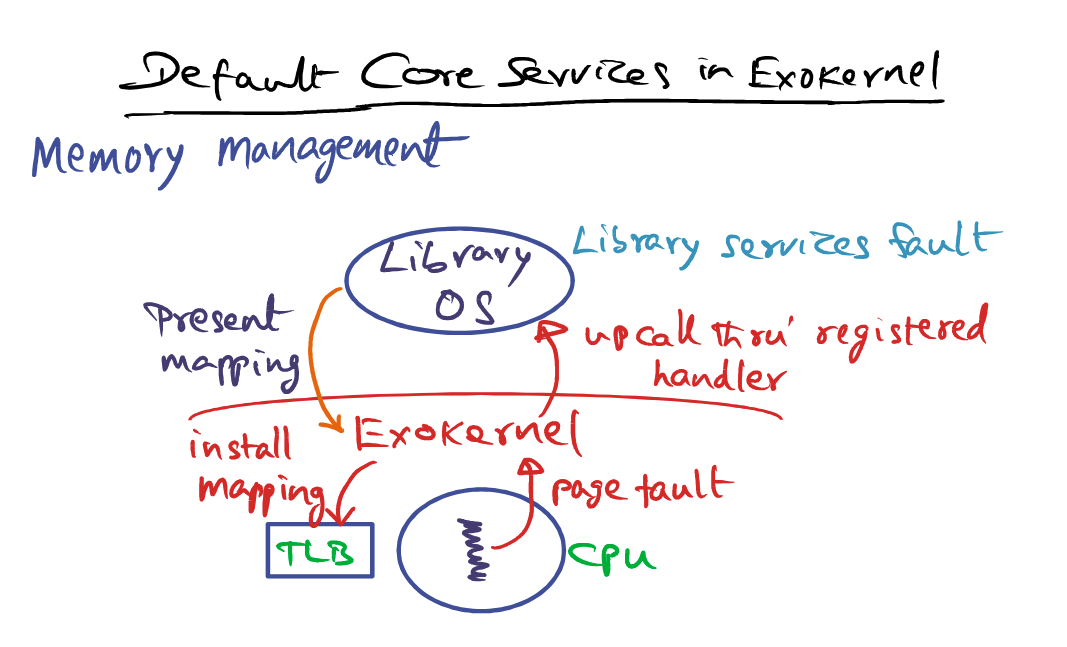 Default Core Services in Exokernel
Memory management
Library services fault
Library
OS
Present
mapping
upcall thru' registered
handler
Exokernel
install
mapping
page fault
TLB
CPU